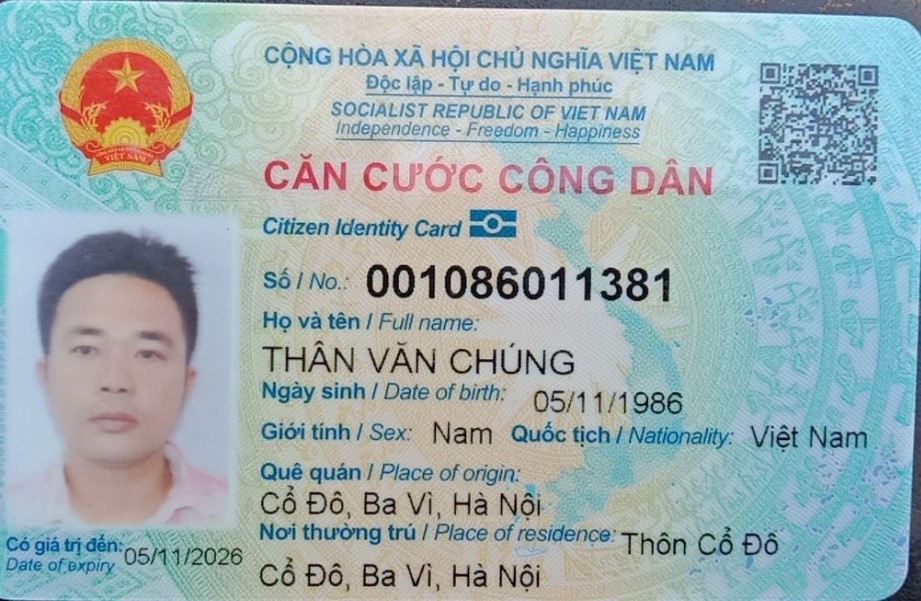 CỘNG HÒA XÃ HỘI CHỦ NGHĨA VIỆT NAM
Độc lập - Tự do - Hạnh phúc
SOCIALIST REPUBLIC OF VIET NAM
Independence - Freedom - Happiness
CĂN CƯỚC CÔNG DÂN
Citizen Identity Card
Số / No.: 001086011381
Họ và tên / Full name:
THÂN VĂN CHÚNG
Ngày sinh / Date of birth: 05/11/1986
Giới tính / Sex: Nam Quốc tịch / Nationality: Việt Nam
Quê quán / Place of origin:
Cổ Đô, Ba Vì, Hà Nội
Nơi thường trú / Place of residence: Thôn Cổ Đô
Cổ Đô, Ba Vì, Hà Nội
Có giá trị đến: 05/11/2026
Date of expiry
VIỆT NAM